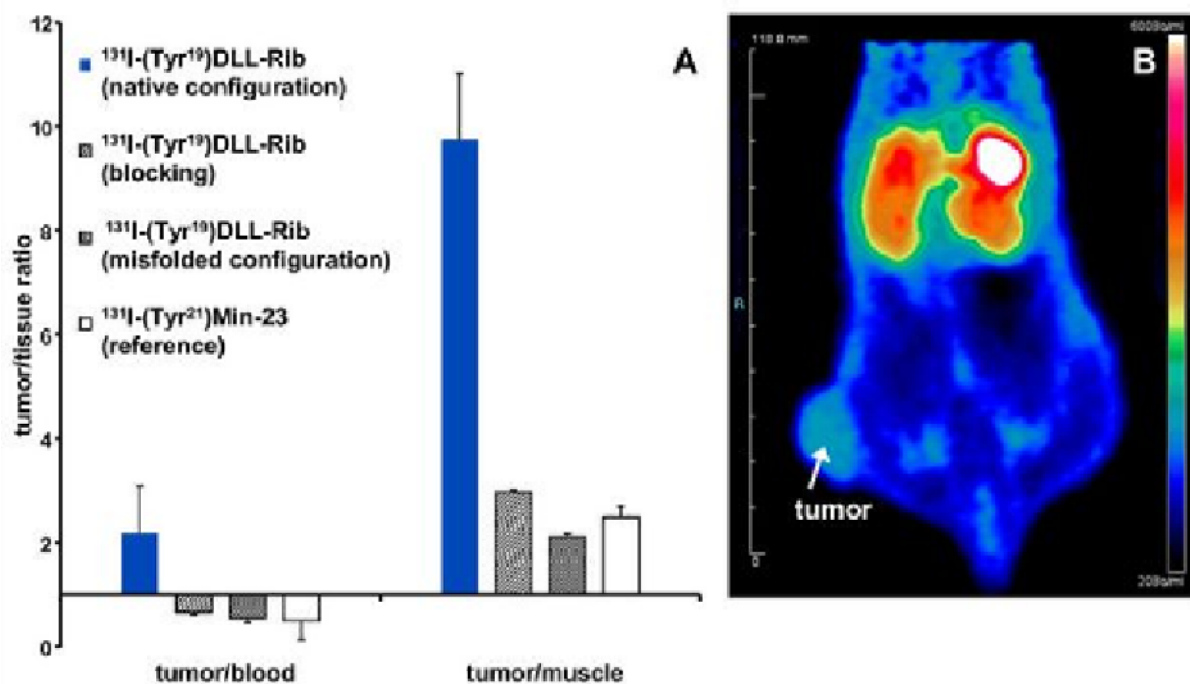 12
10
8
6
4
2
0
tumor/tissue ratio
¹³¹I-(Tyr¹⁹)DLL-Rib
(native configuration)
¹³¹I-(Tyr¹⁹)DLL-Rib
(blocking)
¹³¹I-(Tyr¹⁹)DLL-Rib
(misfolded configuration)
¹³¹I-(Tyr²¹)Min-23
(reference)
tumor/blood
tumor/muscle
A
B
R
tumor
0